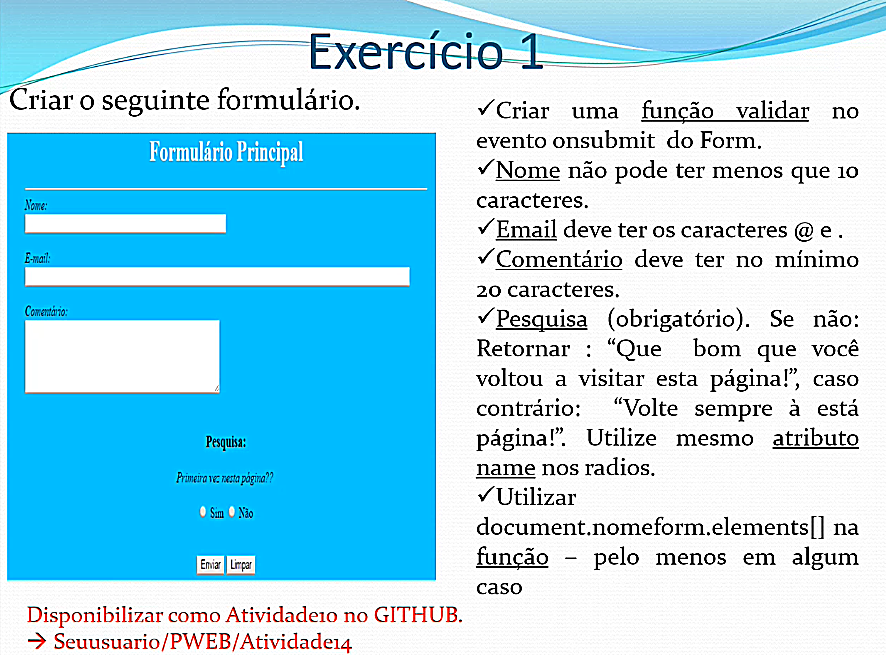 Exercício 1
Criar o seguinte formulário.
Formulário Principal
Nome:
E-mail:
Comentário:
Pesquisa:
Primeira vez nesta página??
Sim Não
Enviar Limpar
✓Criar uma função validar no
evento onsubmit do Form.
✓Nome não pode ter menos que 10
caracteres.
✓Email deve ter os caracteres @ e .
✓Comentário deve ter no mínimo
20 caracteres.
✓Pesquisa (obrigatório). Se não:
Retornar : “Que bom que você
voltou a visitar esta página!”, caso
contrário: “Volte sempre à está
página!”. Utilize mesmo atributo
name nos radios.
✓Utilizar
document.nomeform.elements[] na
função – pelo menos em algum
caso
Disponibilizar como Atividade10 no GITHUB.
→ Seuusuario/PWEB/Atividade14